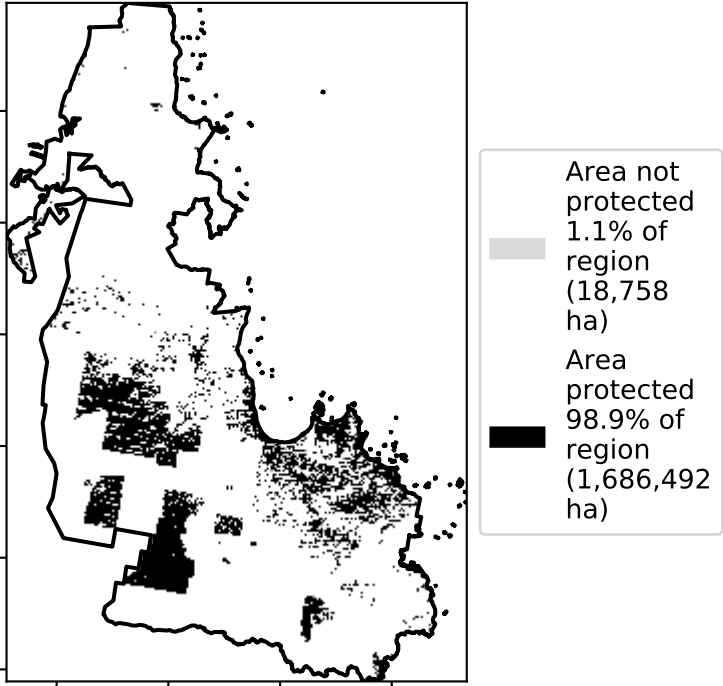 Area not
protected
1.1% of
region
(18,758
ha)
Area
protected
98.9% of
region
(1,686,492
ha)